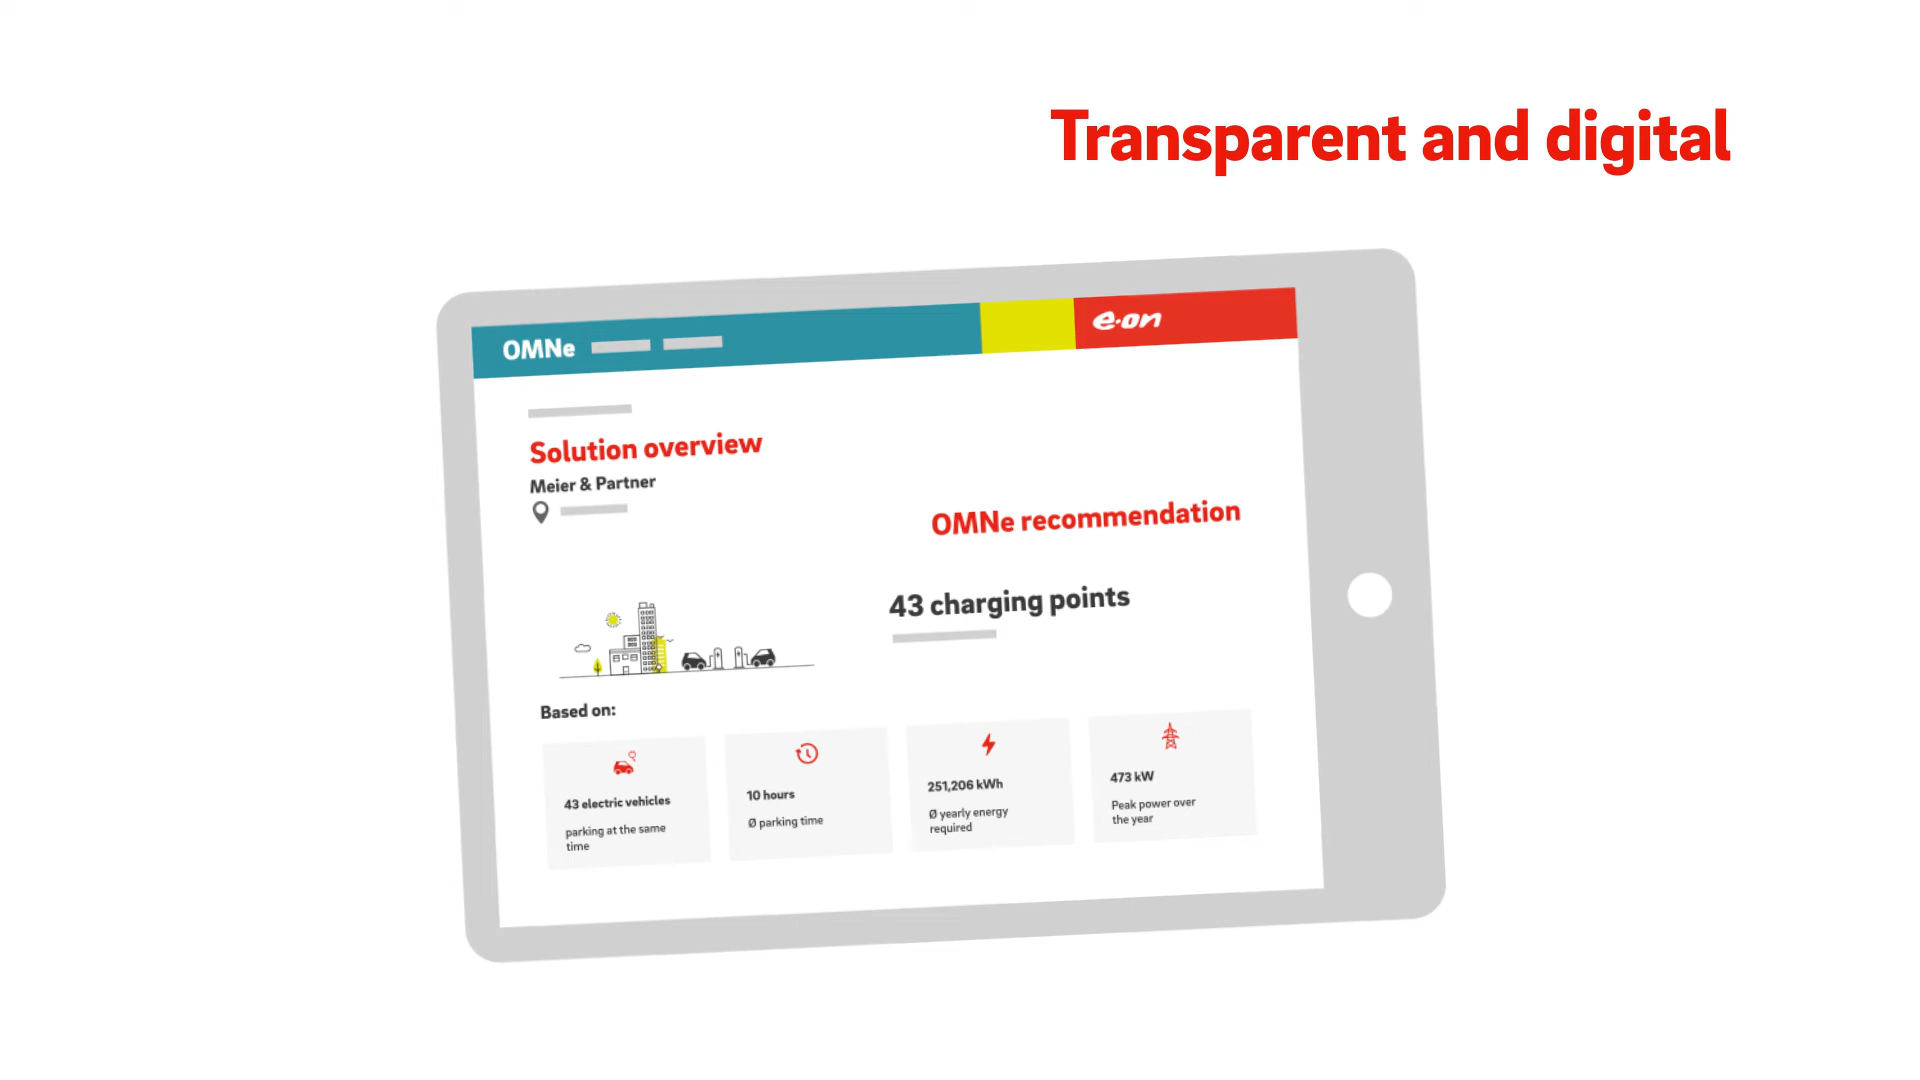 Transparent and digital
OMNe
e·on
Solution overview
Meier & Partner
OMNe recommendation
43 charging points
Based on:
43 electric vehicles
parking at the same
time
10 hours
Ø parking time
251,206 kWh
Ø yearly energy
required
473 kW
Peak power over
the year